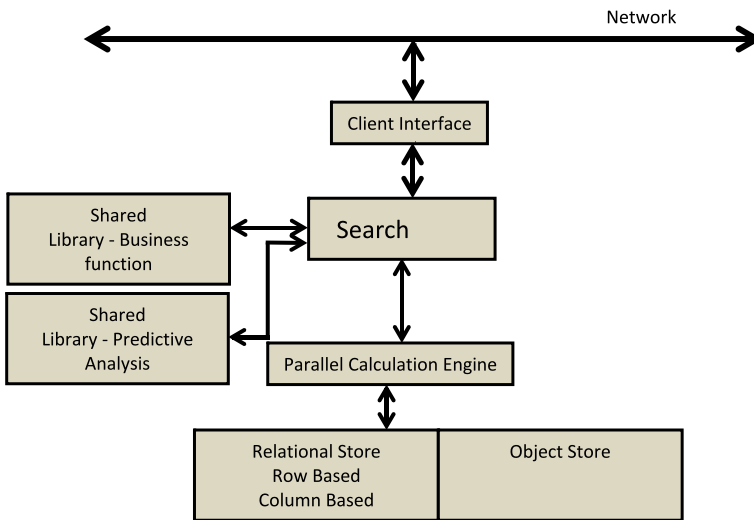 Network
Client Interface
Search
Shared
Library - Business
function
Shared
Library - Predictive
Analysis
Parallel Calculation Engine
Relational Store
Row Based
Column Based
Object Store